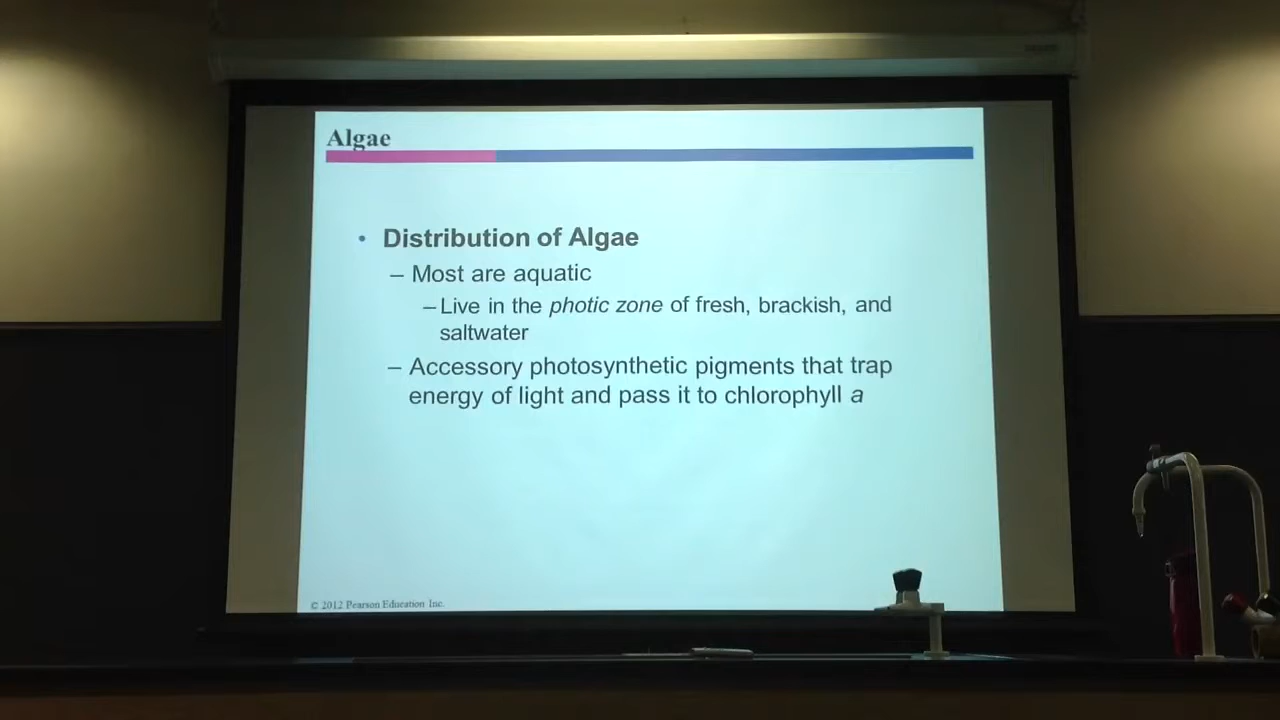 Algae
• Distribution of Algae
– Most are aquatic
– Live in the photic zone of fresh, brackish, and
saltwater
– Accessory photosynthetic pigments that trap
energy of light and pass it to chlorophyll a
© 2012 Pearson Education Inc.